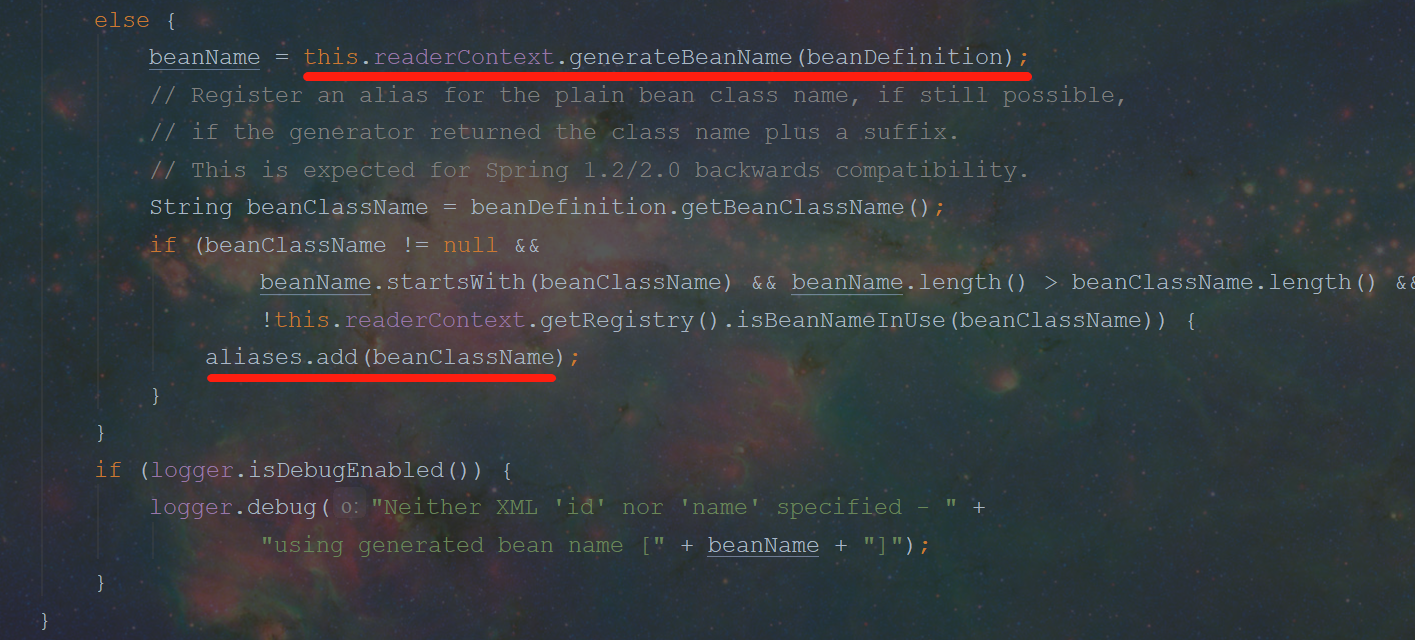 else {
beanName = this.readerContext.generateBeanName(beanDefinition);
// Register an alias for the plain bean class name, if still possible,
// if the generator returned the class name plus a suffix.
// This is expected for Spring 1.2/2.0 backwards compatibility.
String beanClassName = beanDefinition.getBeanClassName();
if (beanClassName != null &&
beanName.startsWith(beanClassName) && beanName.length() > beanClassName.length() &&
!this.readerContext.getRegistry().isBeanNameInUse(beanClassName)) {
aliases.add(beanClassName);
}
}
if (logger.isDebugEnabled()) {
logger.debug( o: "Neither XML 'id' nor 'name' specified - " +
"using generated bean name [" + beanName + "]");
}
}